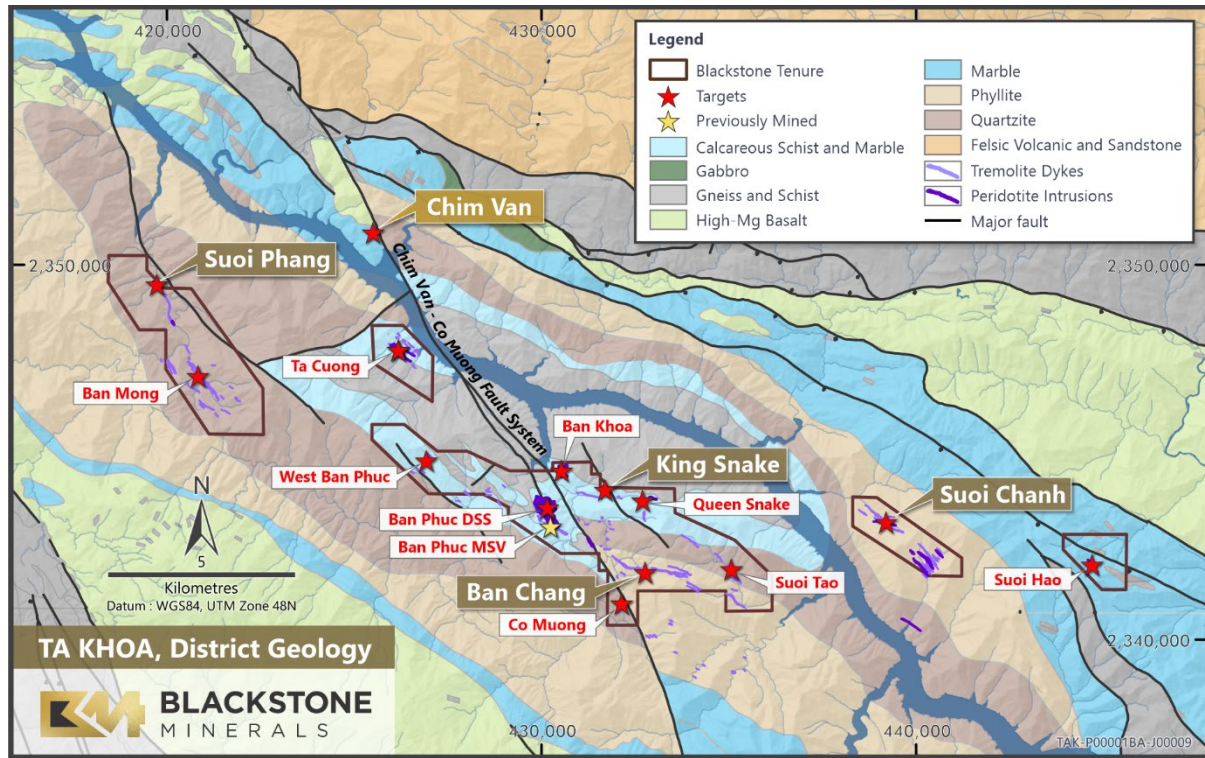 420,000
430,000
Legend
Blackstone Tenure
Targets
Previously Mined
Calcareous Schist and Marble
Gabbro
Gneiss and Schist
High-Mg Basalt
Marble
Phyllite
Quartzite
Felsic Volcanic and Sandstone
Tremolite Dykes
Peridotite Intrusions
Major fault
Chim Van
2,350,000
Suoi Phang
2,350,000
Chim Van - Co Muong Fault System
Ta Cuong
Ban Mong
Ban Khoa
West Ban Phuc
King Snake
Queen Snake
Suoi Chanh
Ban Phuc DSS
Ban Phuc MSV
Suoi Hao
Suoi Tao
Ban Chang
Co Muong
N
5
Kilometres
Datum : WGS84, UTM Zone 48N
2,340,000
TA KHOA, District Geology
BM BLACKSTONE
MINERALS
430,000
440,000
TAK-P00001BA-J00009